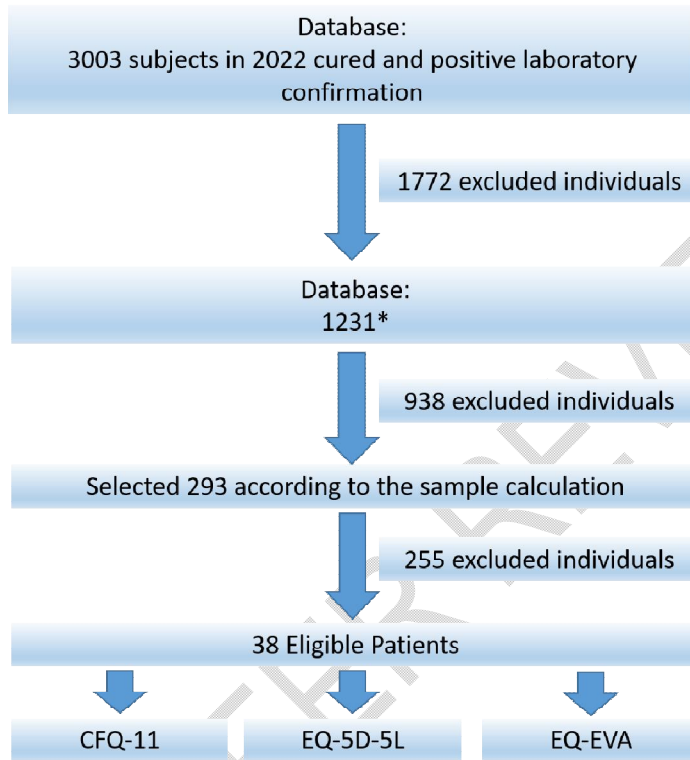 Database:
3003 subjects in 2022 cured and positive laboratory
confirmation
1772 excluded individuals
Database:
1231*
938 excluded individuals
Selected 293 according to the sample calculation
255 excluded individuals
38 Eligible Patients
CFQ-11
EQ-5D-5L
EQ-EVA